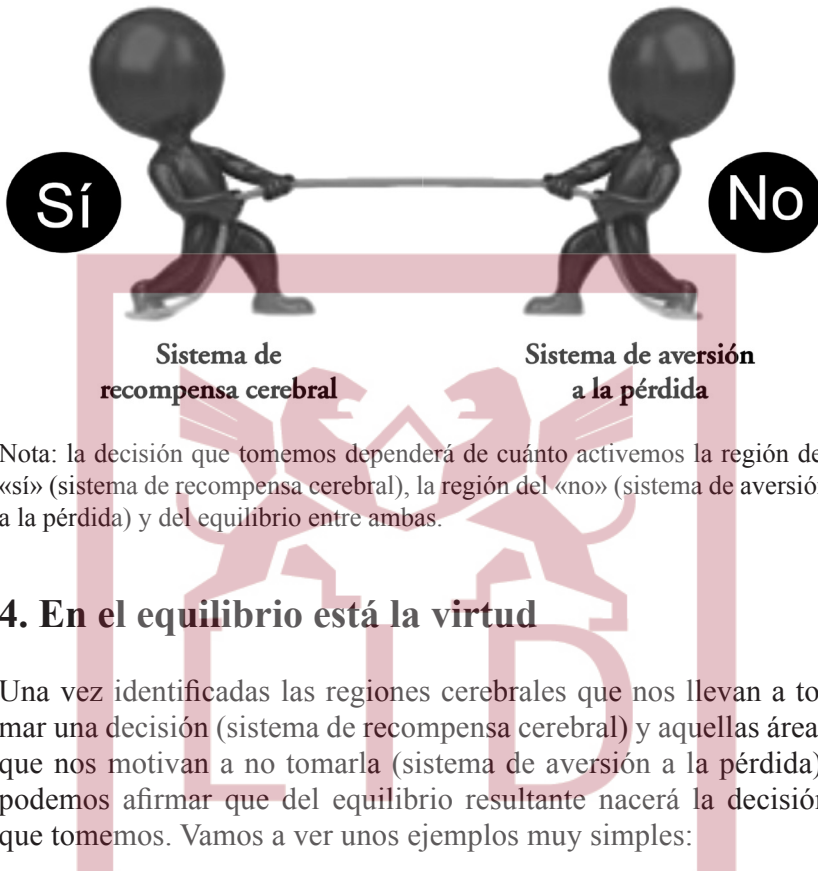 Sí
No
Sistema de
recompensa cerebral
Sistema de aversión
a la pérdida
Nota: la decisión que tomemos dependerá de cuánto activemos la región de
«sí» (sistema de recompensa cerebral), la región del «no» (sistema de aversión
a la pérdida) y del equilibrio entre ambas.
4. En el equilibrio está la virtud
Una vez identificadas las regiones cerebrales que nos llevan a to
mar una decisión (sistema de recompensa cerebral) y aquellas área
que nos motivan a no tomarla (sistema de aversión a la pérdida)
podemos afirmar que del equilibrio resultante nacerá la decisión
que tomemos. Vamos a ver unos ejemplos muy simples:
LID